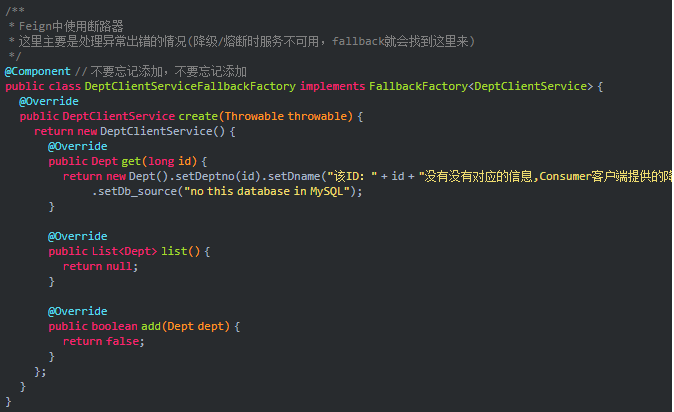 /**
* Feign中使用断路器
* 这里主要是处理异常出错的情况(降级/熔断时服务不可用，fallback就会找到这里来)
*/
@Component // 不要忘记添加，不要忘记添加
public class DeptClientServiceFallbackFactory implements FallbackFactory<DeptClientService> {
@Override
public DeptClientService create(Throwable throwable) {
return new DeptClientService() {
@Override
public Dept get(long id) {
return new Dept().setDeptno(id).setDname("该ID：" + id + "没有没有对应的信息,Consumer客户端提供的
.setDb_source("no this database in MySQL");
}
@Override
public List<Dept> list() {
return null;
}
@Override
public boolean add(Dept dept) {
return false;
}
};
}
}